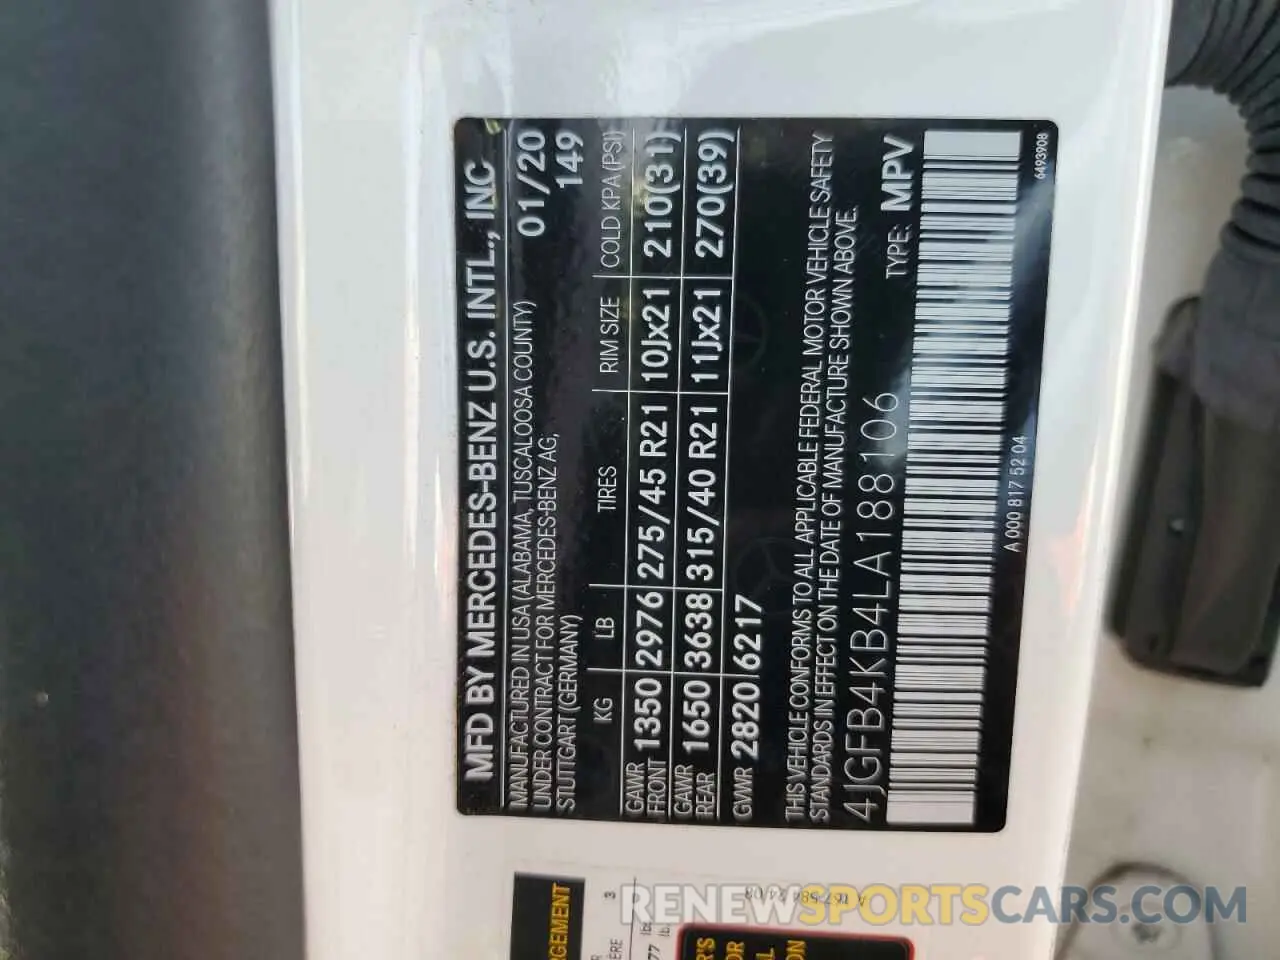 MFD BY MERCEDES-BENZ U.S. INTL., INC
MANUFACTURED IN USA (ALABAMA, TUSCALOOSA COUNTY) 01/20
UNDER CONTRACT FOR MERCEDES-BENZ AG,
STUTTGART (GERMANY) 149
KG LB TIRES RIM SIZE COLD KPA (PSI)
GAWR FRONT 1350 2976 275/45 R21 10Jx21 210(31)
GAWR REAR 1650 3638 315/40 R21 11Jx21 270(39)
GVWR 2820 6217
THIS VEHICLE CONFORMS TO ALL APPLICABLE FEDERAL MOTOR VEHICLE SAFETY
STANDARDS IN EFFECT ON THE DATE OF MANUFACTURE SHOWN ABOVE.
4JGFB4KB4LA188106 TYPE: MPV
A 000 817 52 04
6493908
RENEWSPORTSCARS.COM